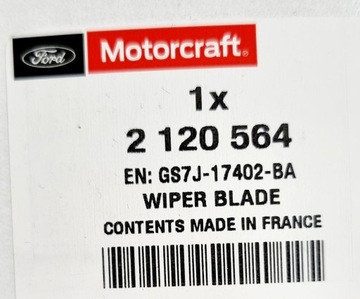 Ford Motorcraft®
1x
2 120 564
EN: GS7J-17402-BA
WIPER BLADE
CONTENTS MADE IN FRANCE